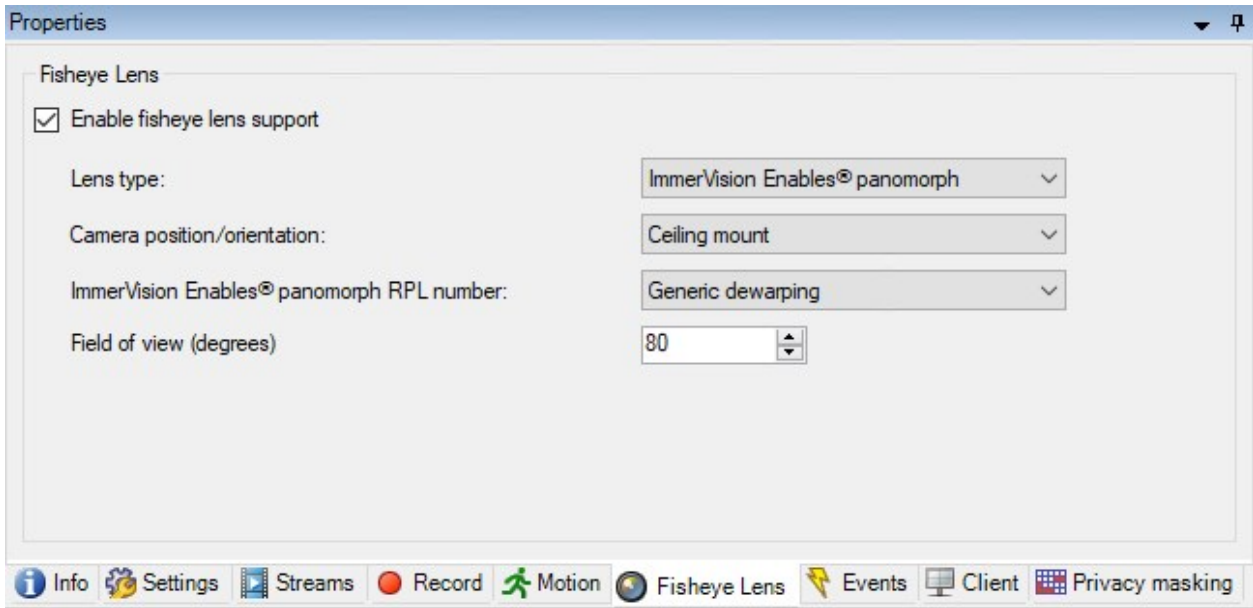 Properties
Fisheye Lens
Enable fisheye lens support
Lens type: ImmerVision Enables® panomorph
Camera position/orientation: Ceiling mount
ImmerVision Enables® panomorph RPL number: Generic dewarping
Field of view (degrees) 80
Info Settings Streams Record Motion Fisheye Lens Events Client Privacy masking